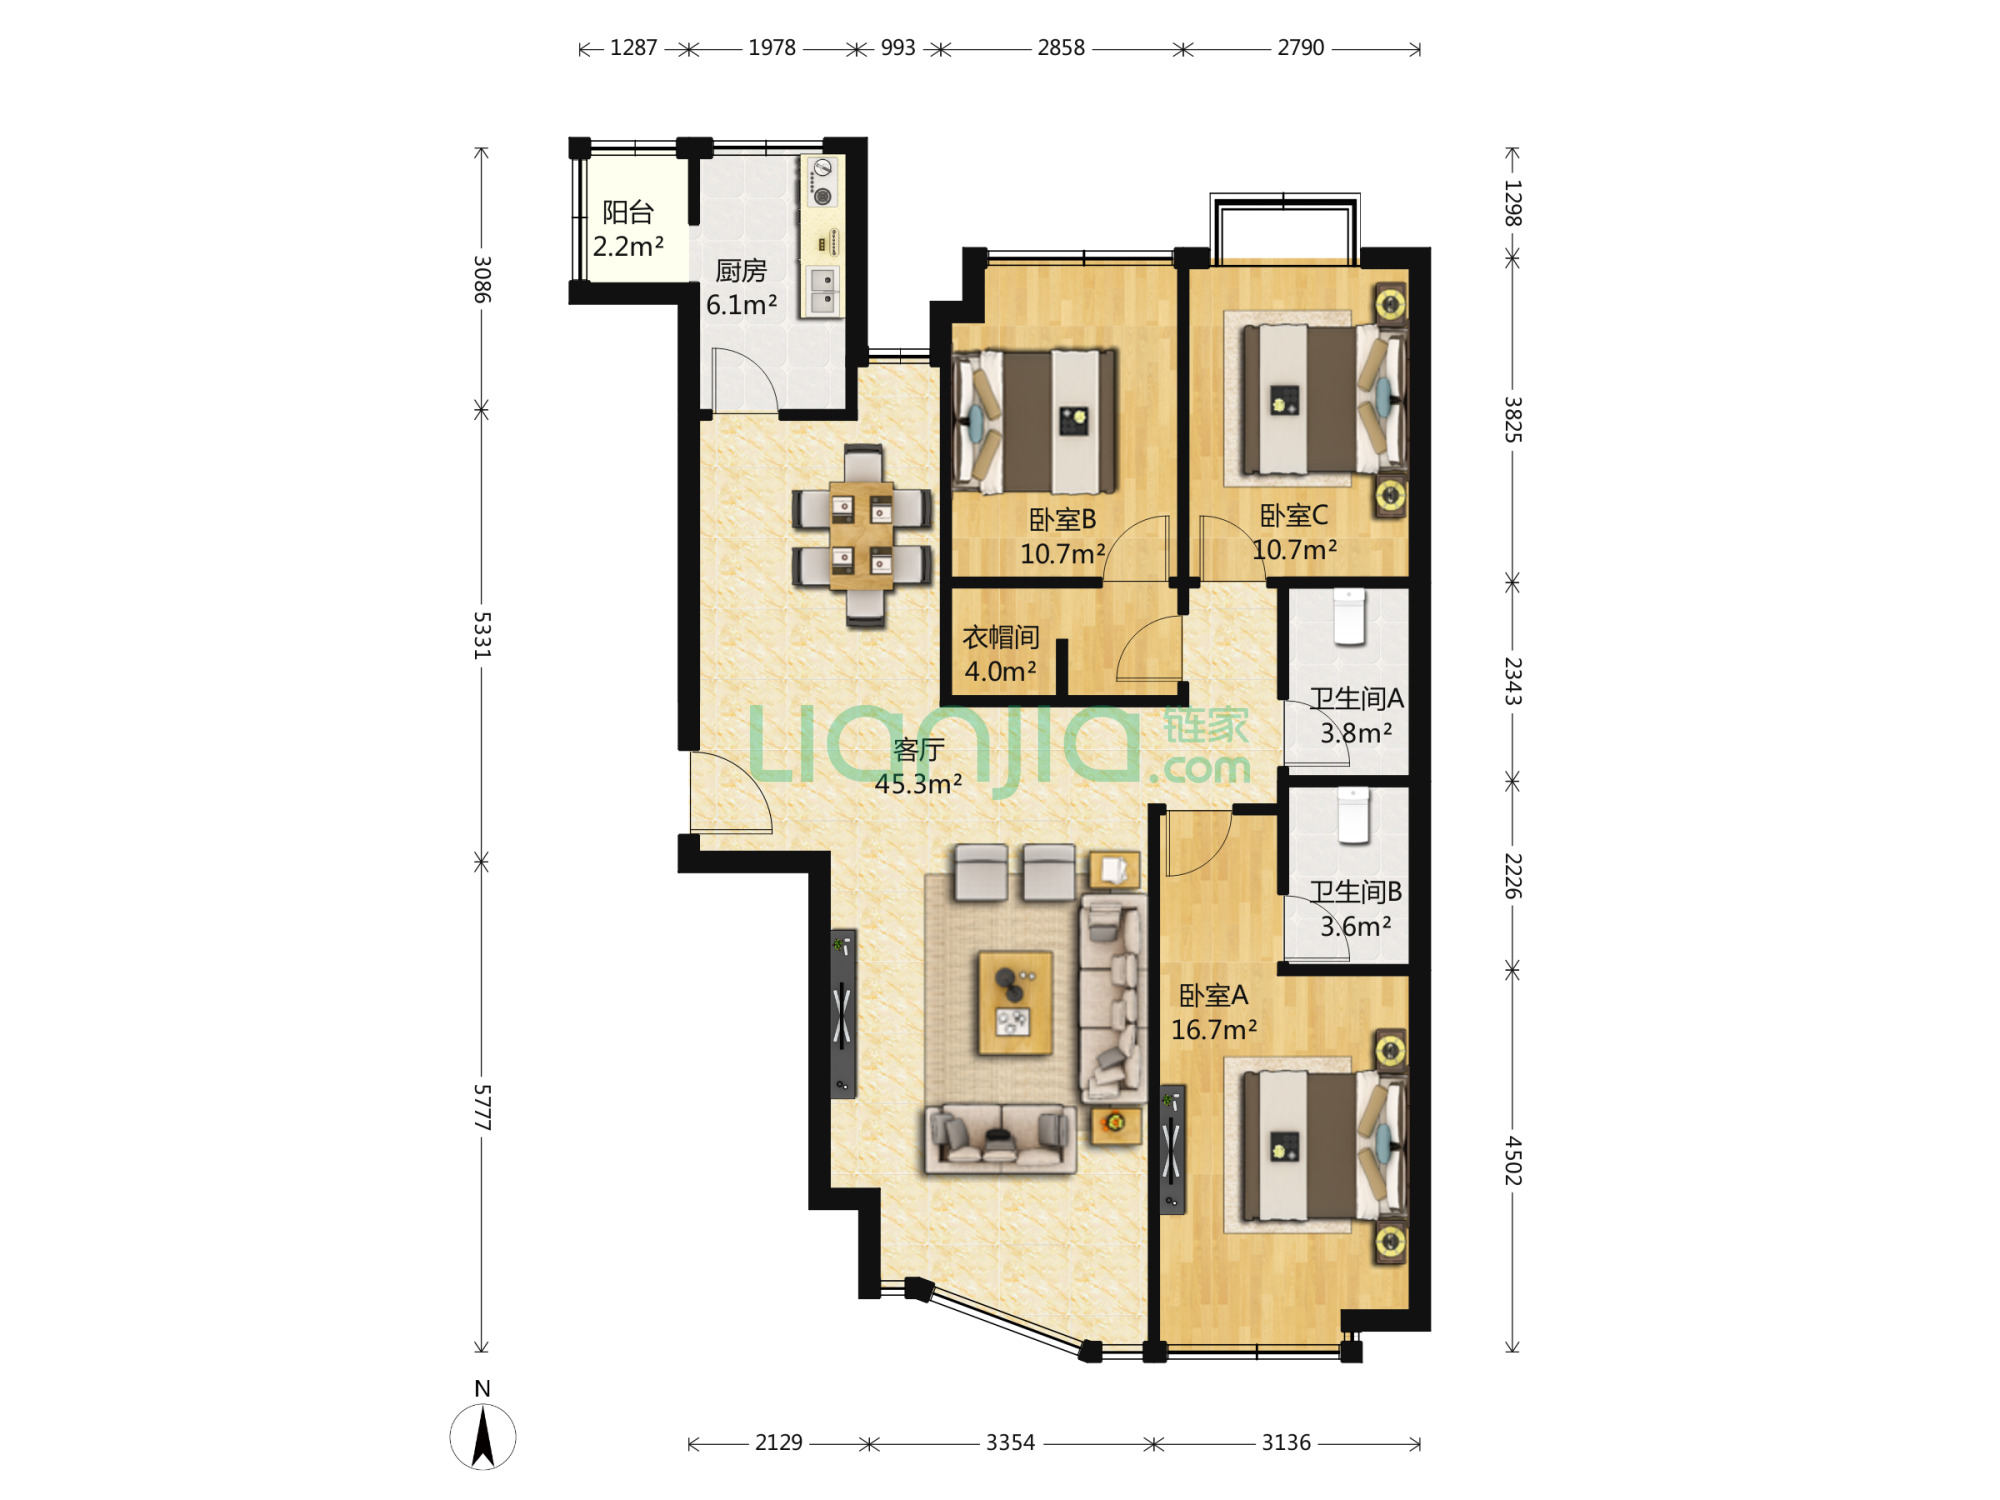 1287 1978 993 2858 2790
阳台
2.2m²
厨房
6.1m²
卧室B
10.7m²
卧室C
10.7m²
衣帽间
4.0m²
卫生间A
3.8m²
客厅
45.3m²
Lianjia 链家
.com
卫生间B
3.6m²
卧室A
16.7m²
3086
5331
5777
1298
3825
2343
2226
4502
N
2129 3354 3136